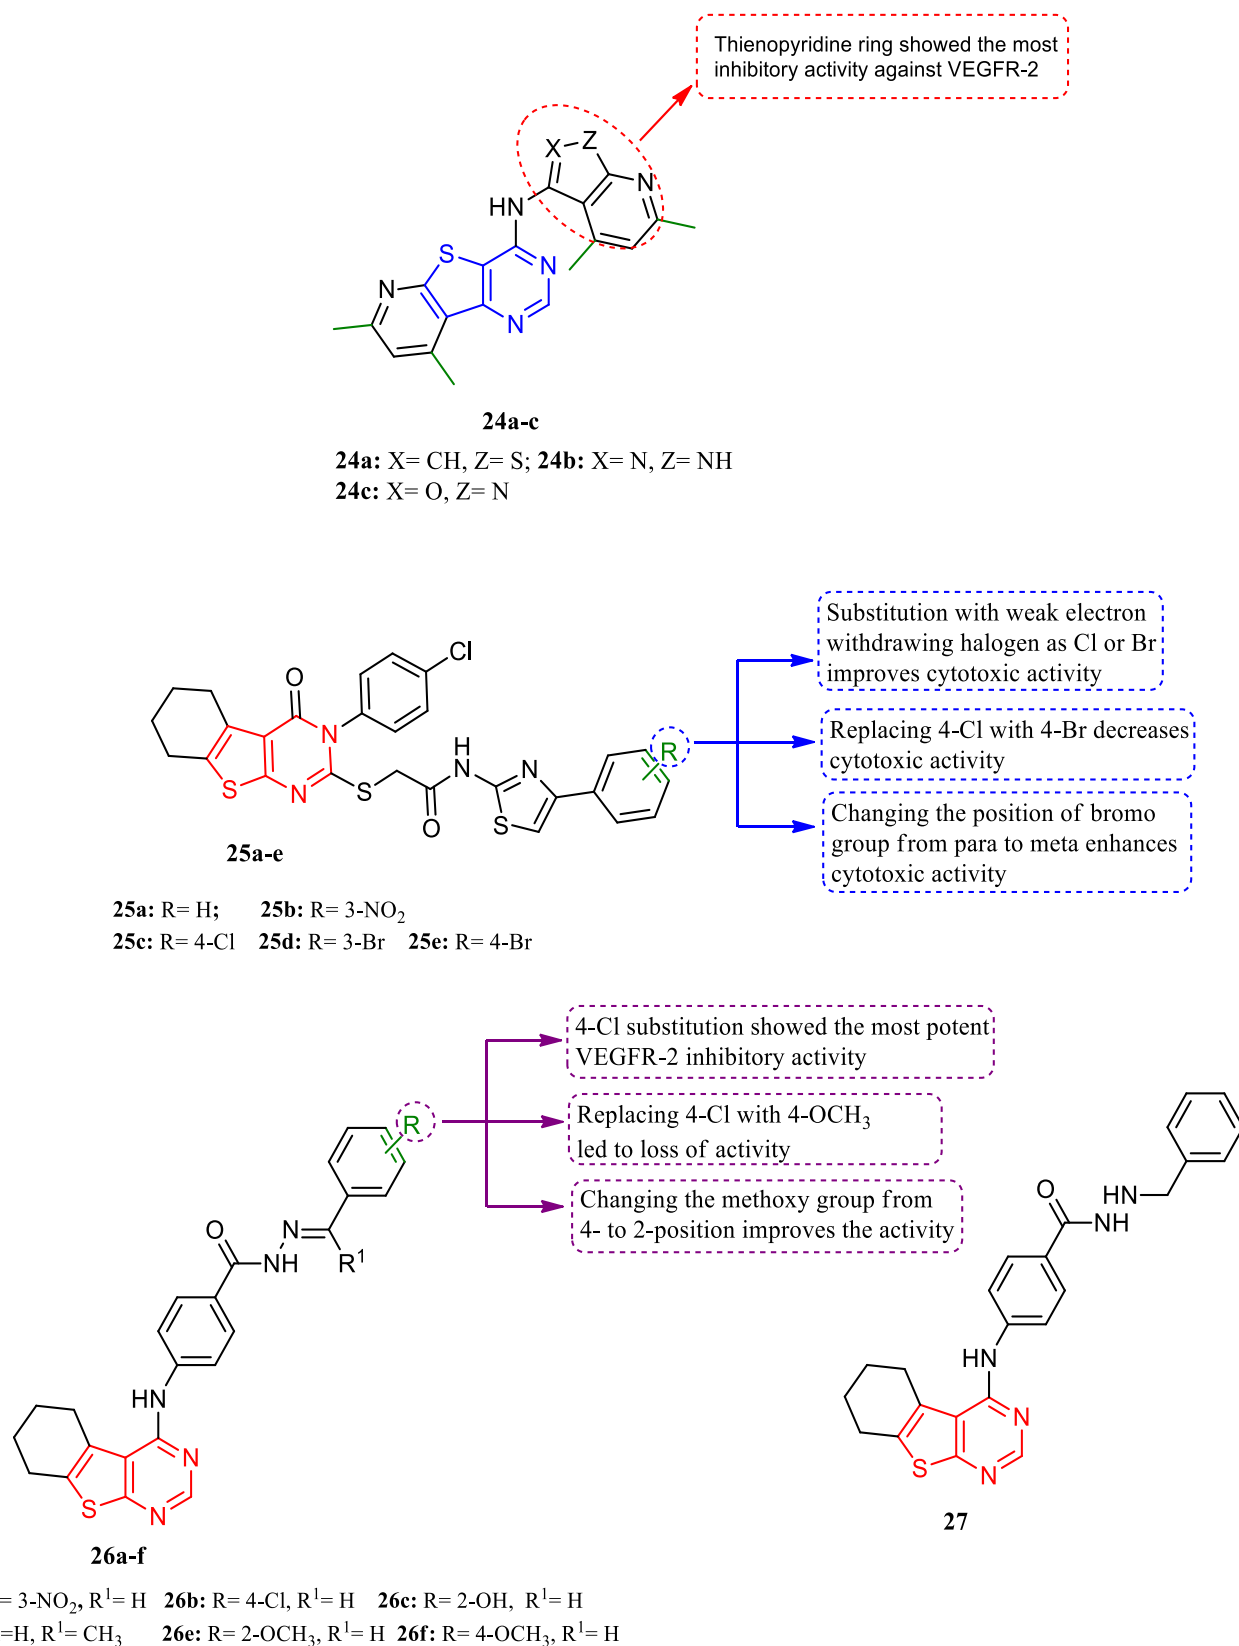 Thienopyridine ring showed the most
inhibitory activity against VEGFR-2
X
Z
N
HN
S
N
N
N
24a-c
24a: X= CH, Z= S; 24b: X= N, Z= NH
24c: X= O, Z= N
Substitution with weak electron
withdrawing halogen as Cl or Br
improves cytotoxic activity
Cl
O
N
H
N
R
Replacing 4-Cl with 4-Br decreases
cytotoxic activity
S
N
S
O
S
Changing the position of bromo
group from para to meta enhances
cytotoxic activity
25a-e
25a: R= H; 25b: R= 3-NO2
25c: R= 4-Cl 25d: R= 3-Br 25e: R= 4-Br
4-Cl substitution showed the most potent
VEGFR-2 inhibitory activity
R
Replacing 4-Cl with 4-OCH3
led to loss of activity
Changing the methoxy group from
4- to 2-position improves the activity
O
N
NH
R1
HN
N
S
N
26a-f
O
HN
NH
HN
N
S
N
27
= 3-NO2, R1= H 26b: R= 4-Cl, R1= H 26c: R= 2-OH, R1= H
=H, R1= CH3 26e: R= 2-OCH3, R1= H 26f: R= 4-OCH3, R1= H